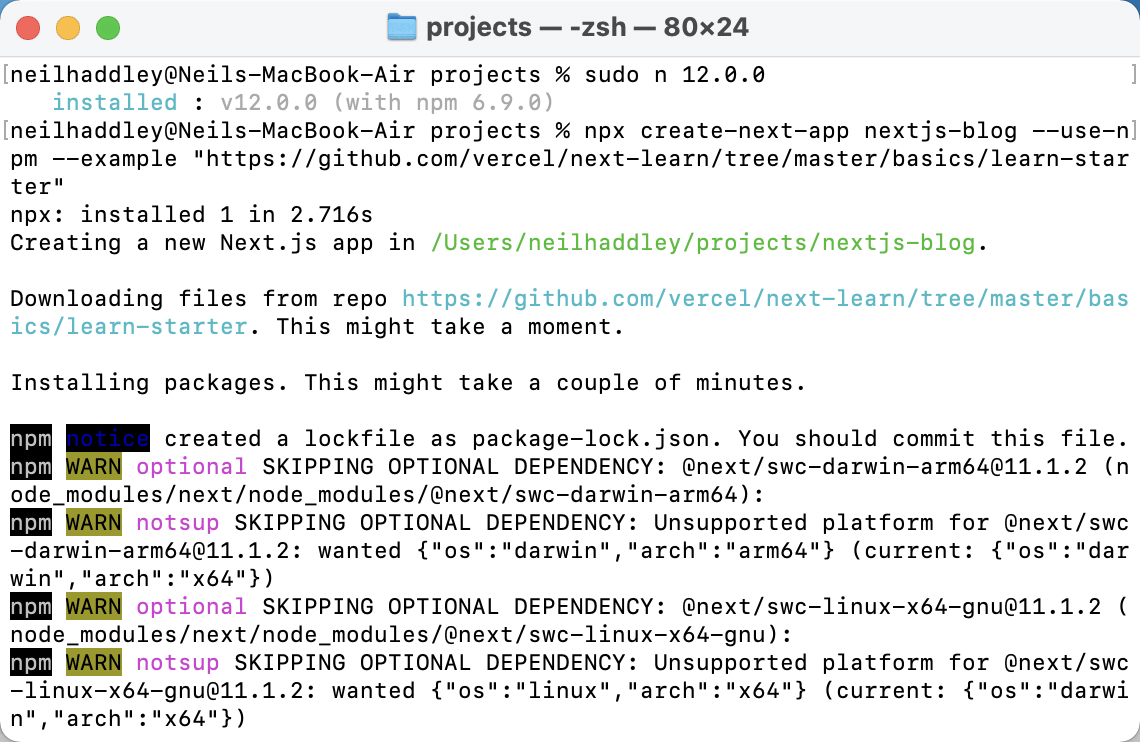 projects — -zsh — 80×24
[neilhaddley@Neils-MacBook-Air projects % sudo n 12.0.0 ]
installed : v12.0.0 (with npm 6.9.0)
[neilhaddley@Neils-MacBook-Air projects % npx create-next-app nextjs-blog --use-n]
pm --example "https://github.com/vercel/next-learn/tree/master/basics/learn-star
ter"
npx: installed 1 in 2.716s
Creating a new Next.js app in /Users/neilhaddley/projects/nextjs-blog.
Downloading files from repo https://github.com/vercel/next-learn/tree/master/bas
ics/learn-starter. This might take a moment.
Installing packages. This might take a couple of minutes.
npm notice created a lockfile as package-lock.json. You should commit this file.
npm WARN optional SKIPPING OPTIONAL DEPENDENCY: @next/swc-darwin-arm64@11.1.2 (n
ode_modules/next/node_modules/@next/swc-darwin-arm64):
npm WARN notsup SKIPPING OPTIONAL DEPENDENCY: Unsupported platform for @next/swc
-darwin-arm64@11.1.2: wanted {"os":"darwin","arch":"arm64"} (current: {"os":"dar
win","arch":"x64"})
npm WARN optional SKIPPING OPTIONAL DEPENDENCY: @next/swc-linux-x64-gnu@11.1.2 (
node_modules/next/node_modules/@next/swc-linux-x64-gnu):
npm WARN notsup SKIPPING OPTIONAL DEPENDENCY: Unsupported platform for @next/swc
-linux-x64-gnu@11.1.2: wanted {"os":"linux","arch":"x64"} (current: {"os":"darwi
n","arch":"x64"})